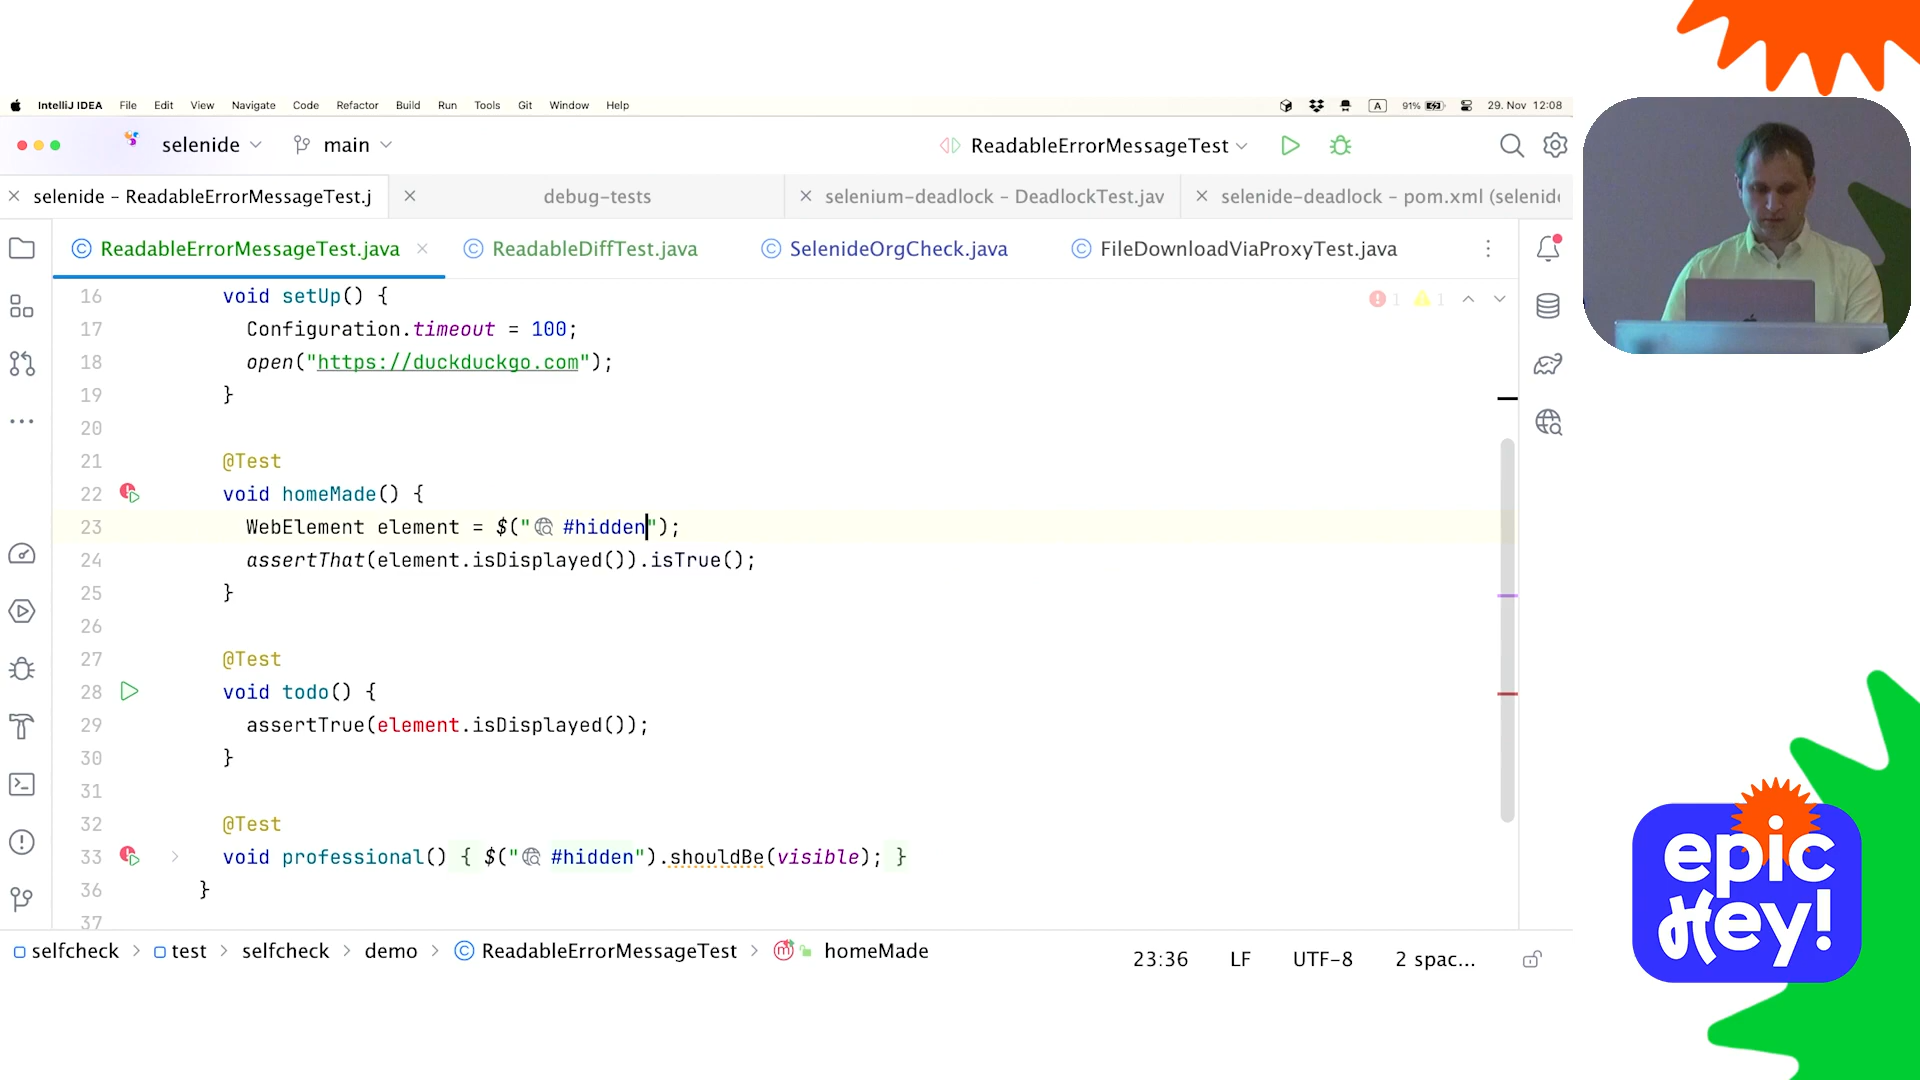 IntelliJ IDEA File Edit View Navigate Code Refactor Build Run Tools Git Window Help A 91% 29. Nov 12:08
selenide main ReadableErrorMessageTest
selenide – ReadableErrorMessageTest.j debug-tests selenium-deadlock – DeadlockTest.jav selenide-deadlock – pom.xml (selenide
ReadableErrorMessageTest.java ReadableDiffTest.java SelenideOrgCheck.java FileDownloadViaProxyTest.java
16 void setUp() { 1 1
17 Configuration.timeout = 100;
18 open("https://duckduckgo.com");
19 }
20
21 @Test
22 void homeMade() {
23 WebElement element = $("#hidden");
24 assertThat(element.isDisplayed()).isTrue();
25 }
26
27 @Test
28 void todo() {
29 assertTrue(element.isDisplayed());
30 }
31
32 @Test
33 void professional() { $("#hidden").shouldBe(visible); }
36 }
37
selfcheck > test > selfcheck > demo > ReadableErrorMessageTest > homeMade 23:36 LF UTF-8 2 spac...
epic
Hey!